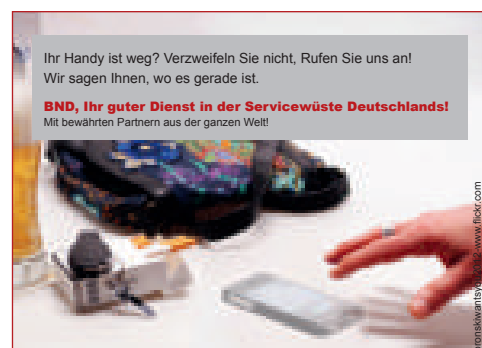 Ihr Handy ist weg? Verzweifeln Sie nicht, Rufen Sie uns an!
Wir sagen Ihnen, wo es gerade ist.
BND, Ihr guter Dienst in der Servicewüste Deutschlands!
Mit bewährten Partnern aus der ganzen Welt!
www.flickr.com